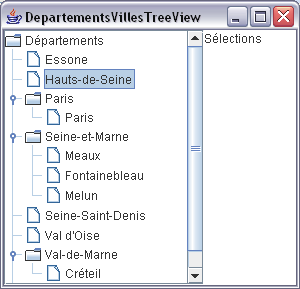 DepartementsVillesTreeView
Départements
Essone
Hauts-de-Seine
Paris
Paris
Seine-et-Marne
Meaux
Fontainebleau
Melun
Seine-Saint-Denis
Val d'Oise
Val-de-Marne
Créteil
Sélections